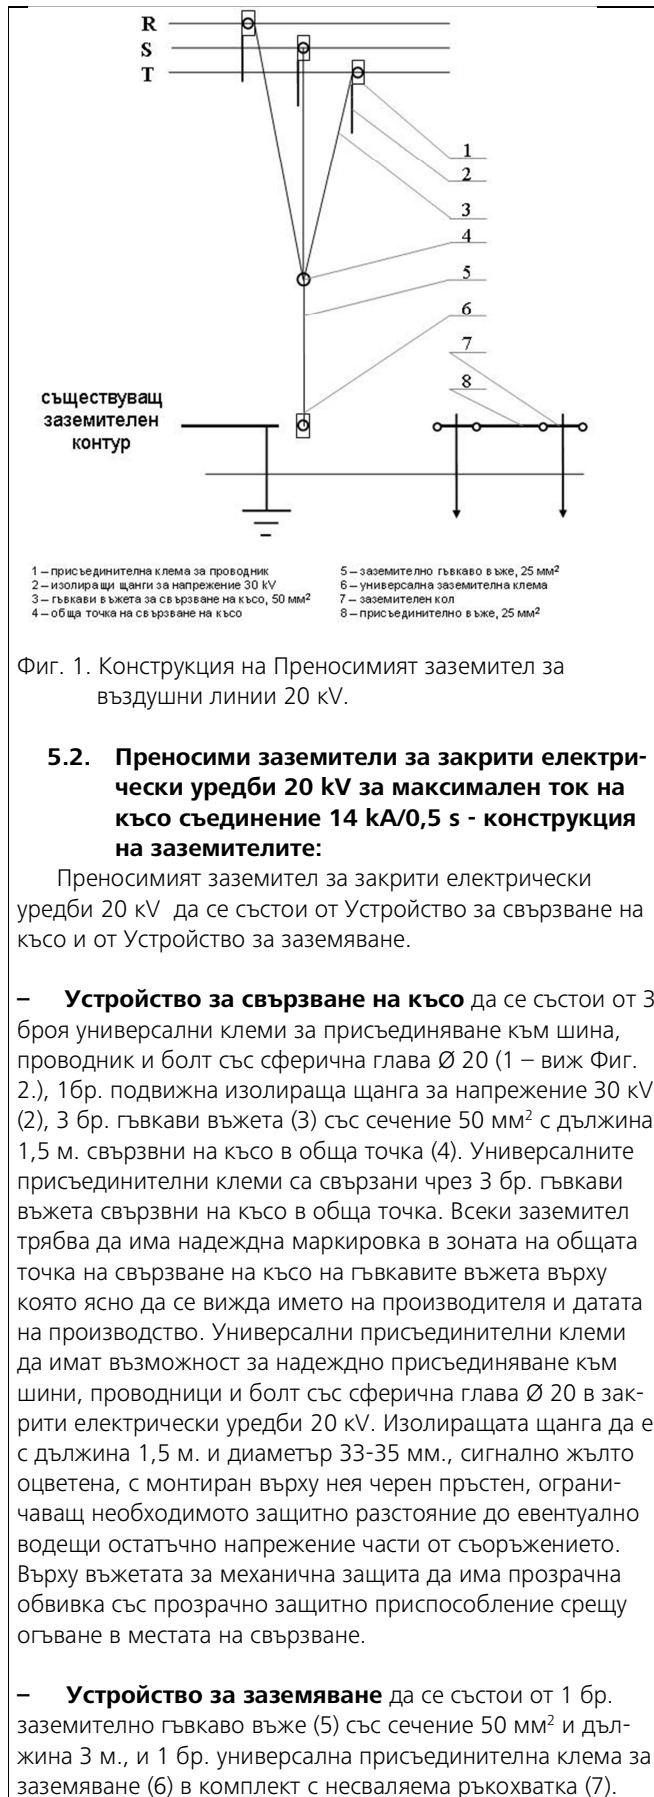 R
S
T
1
2
3
4
5
6
7
8
съществуващ
заземителен
контур
1 – присъединителна клема за проводник
2 – изолиращи щанги за напрежение 30 kV
3 – гъвкави въжета за свързване на късо, 50 мм²
4 – обща точка на свързване на късо
5 – заземително гъвкаво въже, 25 мм²
6 – универсална заземителна клема
7 – заземителен кол
8 – присъединително въже, 25 мм²
Фиг. 1. Конструкция на Преносимият заземител за
въздушни линии 20 кV.
5.2. Преносими заземители за закрити електри-
чески уредби 20 kV за максимален ток на
късо съединение 14 kA/0,5 s - конструкция
на заземителите:
Преносимият заземител за закрити електрически
уредби 20 кV да се състои от Устройство за свързване на
късо и от Устройство за заземяване.
– Устройство за свързване на късо да се състои от 3
броя универсални клеми за присъединяване към шина,
проводник и болт със сферична глава Ø 20 (1 – виж Фиг.
2.), 1бр. подвижна изолираща щанга за напрежение 30 kV
(2), 3 бр. гъвкави въжета (3) със сечение 50 мм² с дължина
1,5 м. свързвни на късо в обща точка (4). Универсалните
присъединителни клеми са свързани чрез 3 бр. гъвкави
въжета свързвни на късо в обща точка. Всеки заземител
трябва да има надеждна маркировка в зоната на общата
точка на свързване на късо на гъвкавите въжета върху
която ясно да се вижда името на производителя и датата
на производство. Универсални присъединителни клеми
да имат възможност за надеждно присъединяване към
шини, проводници и болт със сферична глава Ø 20 в зак-
рити електрически уредби 20 кV. Изолиращата щанга да е
с дължина 1,5 м. и диаметър 33-35 мм., сигнално жълто
оцветена, с монтиран върху нея черен пръстен, ограни-
чаващ необходимото защитно разстояние до евентуално
водещи остатъчно напрежение части от съоръжението.
Върху въжетата за механична защита да има прозрачна
обвивка със прозрачно защитно приспособление срещу
огъване в местата на свързване.
– Устройство за заземяване да се състои от 1 бр.
заземително гъвкаво въже (5) със сечение 50 мм² и дъл-
жина 3 м., и 1 бр. универсална присъединителна клема за
заземяване (6) в комплект с несваляема ръкохватка (7).